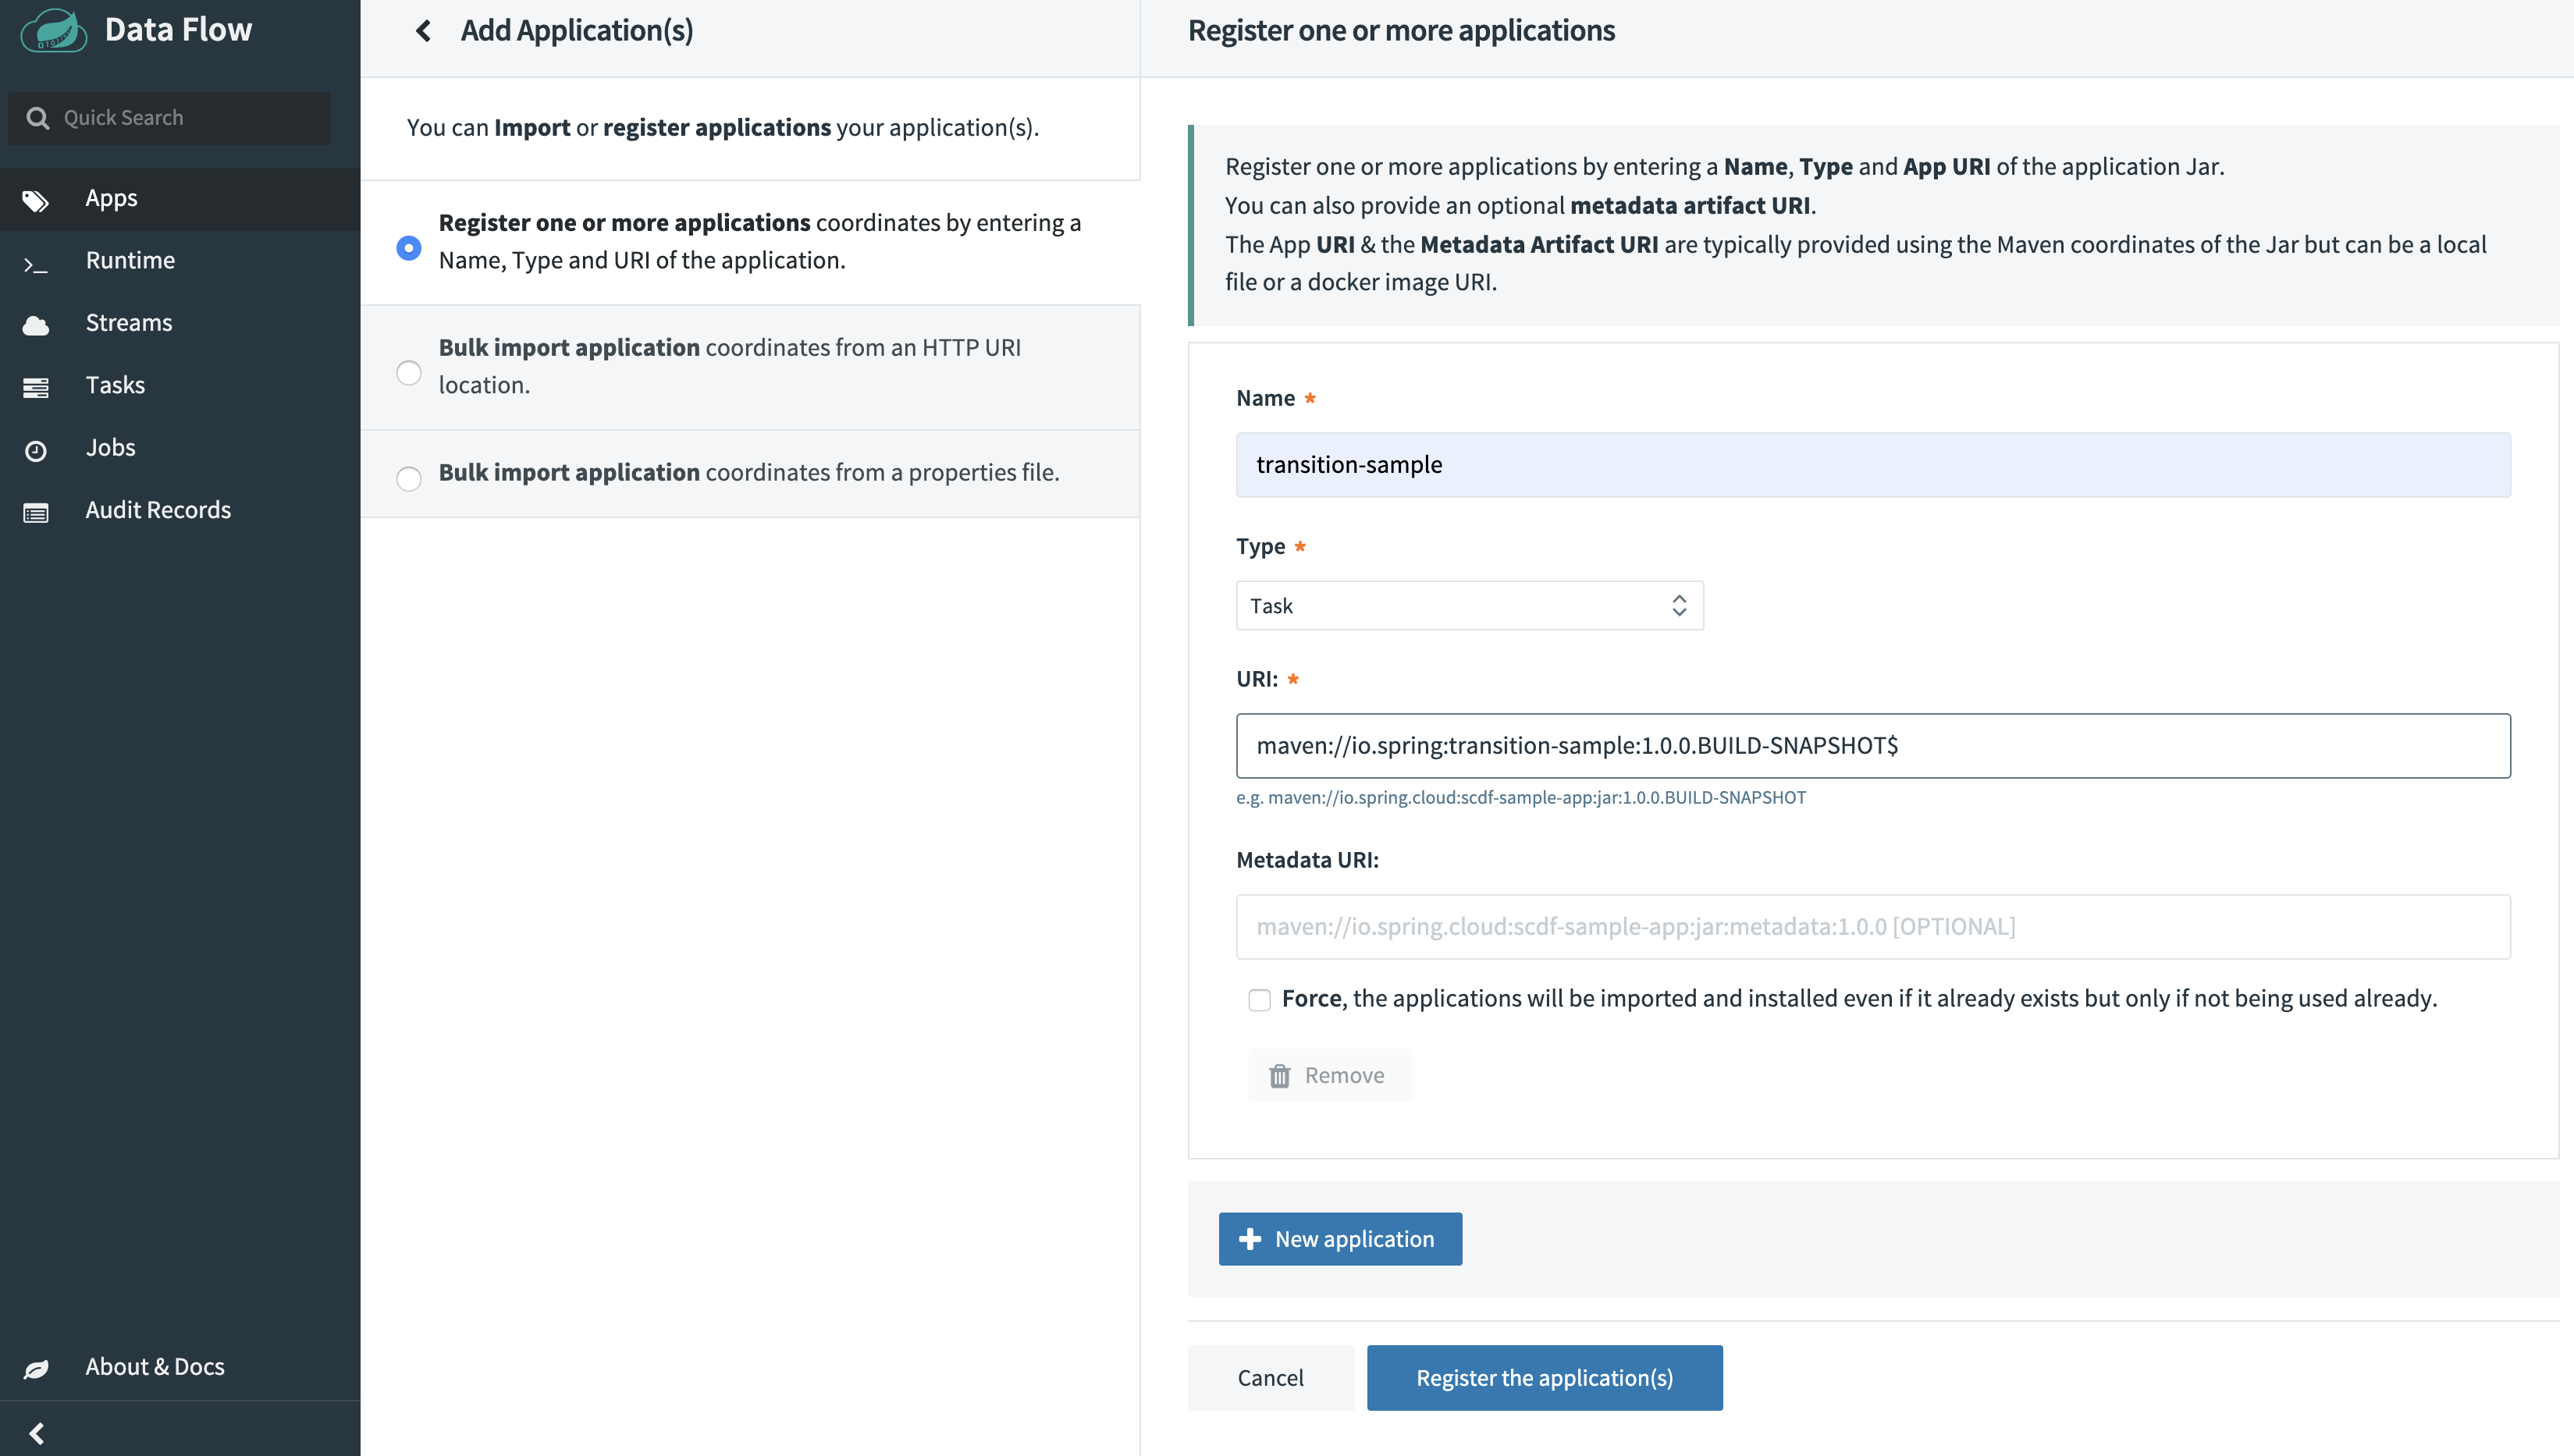 Data Flow
Quick Search
Apps
Runtime
Streams
Tasks
Jobs
Audit Records
About & Docs
Add Application(s)
You can Import or register applications your application(s).
Register one or more applications coordinates by entering a
Name, Type and URI of the application.
Bulk import application coordinates from an HTTP URI
location.
Bulk import application coordinates from a properties file.
Register one or more applications
Register one or more applications by entering a Name, Type and App URI of the application Jar.
You can also provide an optional metadata artifact URI.
The App URI & the Metadata Artifact URI are typically provided using the Maven coordinates of the Jar but can be a local
file or a docker image URI.
Name *
transition-sample
Type *
Task
URI: *
maven://io.spring:transition-sample:1.0.0.BUILD-SNAPSHOT$
e.g. maven://io.spring.cloud:scdf-sample-app:jar:1.0.0.BUILD-SNAPSHOT
Metadata URI:
maven://io.spring.cloud:scdf-sample-app:jar:metadata:1.0.0 [OPTIONAL]
Force, the applications will be imported and installed even if it already exists but only if not being used already.
Remove
New application
Cancel
Register the application(s)